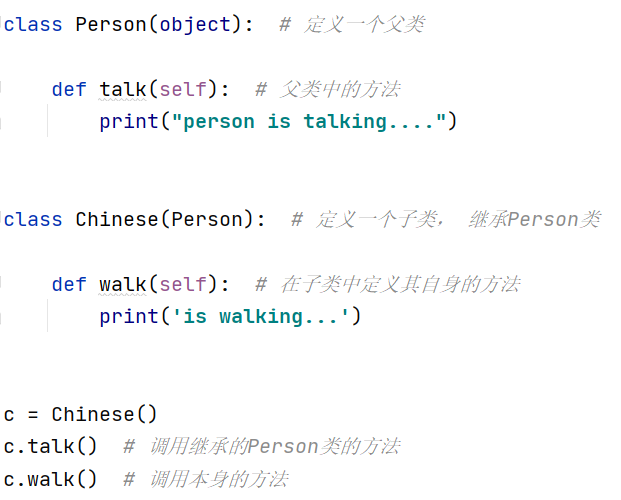 class Person(object):  # 定义一个父类
    def talk(self):  # 父类中的方法
        print("person is talking....")
class Chinese(Person):  # 定义一个子类， 继承Person类
    def walk(self):  # 在子类中定义其自身的方法
        print('is walking...')
c = Chinese()
c.talk()  # 调用继承的Person类的方法
c.walk()  # 调用本身的方法